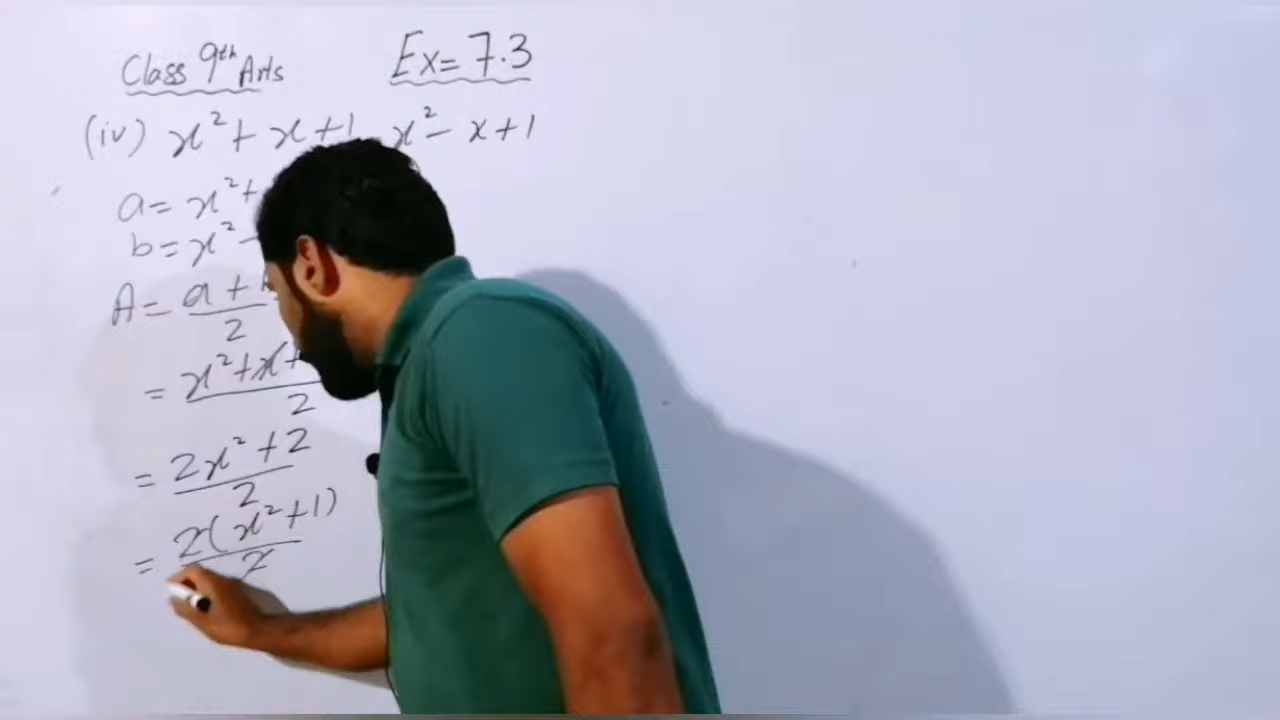 Class 9th Arts Ex= 7.3
(iv) x² + x + 1, x² - x + 1
a = x² +
b = x² -
A = a +
2
= x² + x +
2
= 2x² + 2
2
= 2(x² + 1)
2